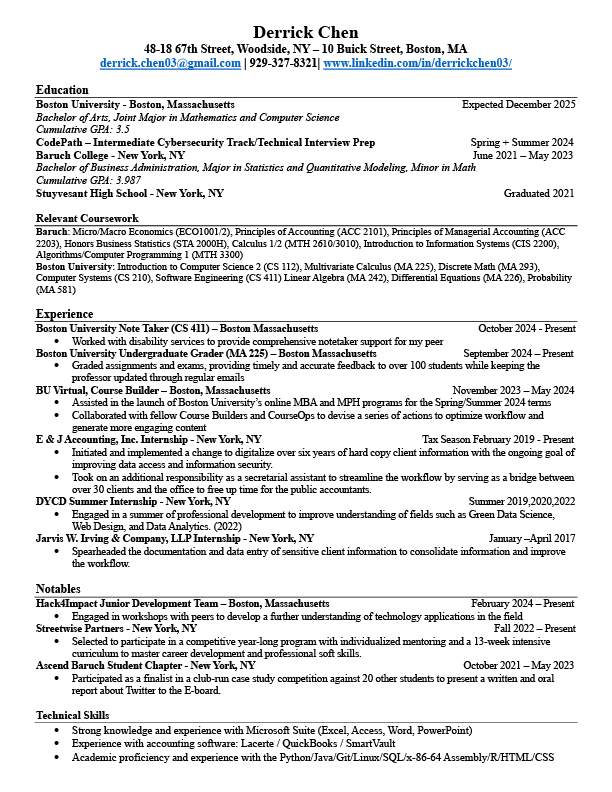 Derrick Chen
48-18 67th Street, Woodside, NY – 10 Buick Street, Boston, MA
derrick.chen03@gmail.com | 929-327-8321| www.linkedin.com/in/derrickchen03/
Education
Boston University - Boston, Massachusetts Expected December 2025
Bachelor of Arts, Joint Major in Mathematics and Computer Science
Cumulative GPA: 3.5
CodePath – Intermediate Cybersecurity Track/Technical Interview Prep Spring + Summer 2024
Baruch College - New York, NY June 2021 – May 2023
Bachelor of Business Administration, Major in Statistics and Quantitative Modeling, Minor in Math
Cumulative GPA: 3.987
Stuyvesant High School - New York, NY Graduated 2021
Relevant Coursework
Baruch: Micro/Macro Economics (ECO1001/2), Principles of Accounting (ACC 2101), Principles of Managerial Accounting (ACC
2203), Honors Business Statistics (STA 2000H), Calculus 1/2 (MTH 2610/3010), Introduction to Information Systems (CIS 2200),
Algorithms/Computer Programming 1 (MTH 3300)
Boston University: Introduction to Computer Science 2 (CS 112), Multivariate Calculus (MA 225), Discrete Math (MA 293),
Computer Systems (CS 210), Software Engineering (CS 411) Linear Algebra (MA 242), Differential Equations (MA 226), Probability
(MA 581)
Experience
Boston University Note Taker (CS 411) – Boston Massachusetts October 2024 - Present
• Worked with disability services to provide comprehensive notetaker support for my peer
Boston University Undergraduate Grader (MA 225) – Boston Massachusetts September 2024 – Present
• Graded assignments and exams, providing timely and accurate feedback to over 100 students while keeping the
professor updated through regular emails
BU Virtual, Course Builder – Boston, Massachusetts November 2023 – May 2024
• Assisted in the launch of Boston University's online MBA and MPH programs for the Spring/Summer 2024 terms
• Collaborated with fellow Course Builders and CourseOps to devise a series of actions to optimize workflow and
generate more engaging content
E & J Accounting, Inc. Internship - New York, NY Tax Season February 2019 - Present
• Initiated and implemented a change to digitalize over six years of hard copy client information with the ongoing goal of
improving data access and information security.
• Took on an additional responsibility as a secretarial assistant to streamline the workflow by serving as a bridge between
over 30 clients and the office to free up time for the public accountants.
DYCD Summer Internship - New York, NY Summer 2019,2020,2022
• Engaged in a summer of professional development to improve understanding of fields such as Green Data Science,
Web Design, and Data Analytics. (2022)
Jarvis W. Irving & Company, LLP Internship - New York, NY January –April 2017
• Spearheaded the documentation and data entry of sensitive client information to consolidate information and improve
the workflow.
Notables
Hack4Impact Junior Development Team – Boston, Massachusetts February 2024 – Present
• Engaged in workshops with peers to develop a further understanding of technology applications in the field
Streetwise Partners - New York, NY Fall 2022 – Present
• Selected to participate in a competitive year-long program with individualized mentoring and a 13-week intensive
curriculum to master career development and professional soft skills.
Ascend Baruch Student Chapter - New York, NY October 2021 – May 2023
• Participated as a finalist in a club-run case study competition against 20 other students to present a written and oral
report about Twitter to the E-board.
Technical Skills
• Strong knowledge and experience with Microsoft Suite (Excel, Access, Word, PowerPoint)
• Experience with accounting software: Lacerte / QuickBooks / SmartVault
• Academic proficiency and experience with the Python/Java/Git/Linux/SQL/x-86-64 Assembly/R/HTML/CSS